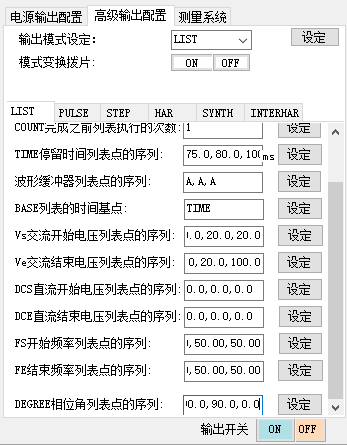 电源输出配置 高级输出配置 测量系统
输出模式设定: LIST 设定
模式变换拨片: ON OFF
LIST PULSE STEP HAR SYNTH INTERHAR
COUNT完成之前列表执行的次数: 1 设定
TIME停留时间列表点的序列: 75.0,80.0,100 ms 设定
波形缓冲器列表点的序列: A,A,A 设定
BASE列表的时间基点: TIME 设定
Vs交流开始电压列表点的序列: .0,20.0,20.0 设定
Ve交流结束电压列表点的序列: 0,20.0,100.0 设定
DCS直流开始电压列表点的序列: 0.0,0.0,0.0 设定
DCE直流结束电压列表点的序列: 0.0,0.0,0.0 设定
FS开始频率列表点的序列: ,50.00,50.00 设定
FE结束频率列表点的序列: ,50.00,50.00 设定
DEGREE相位角列表点的序列: 0.0,90.0,0.0 设定
输出开关 ON OFF